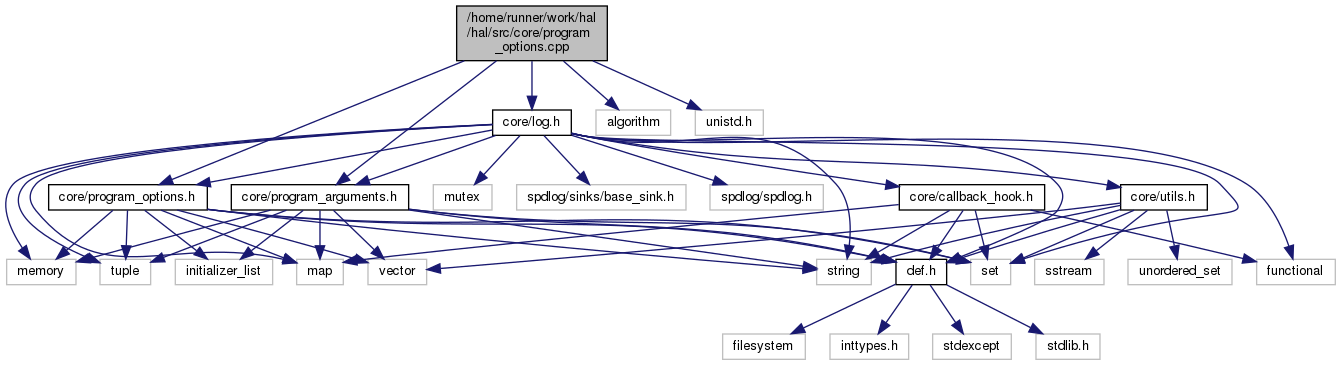 /home/runner/work/hal
/hal/src/core/program
_options.cpp
core/log.h
algorithm
unistd.h
core/program_options.h
core/program_arguments.h
mutex
spdlog/sinks/base_sink.h
spdlog/spdlog.h
core/callback_hook.h
core/utils.h
memory
tuple
initializer_list
map
vector
string
def.h
set
sstream
unordered_set
functional
filesystem
inttypes.h
stdexcept
stdlib.h